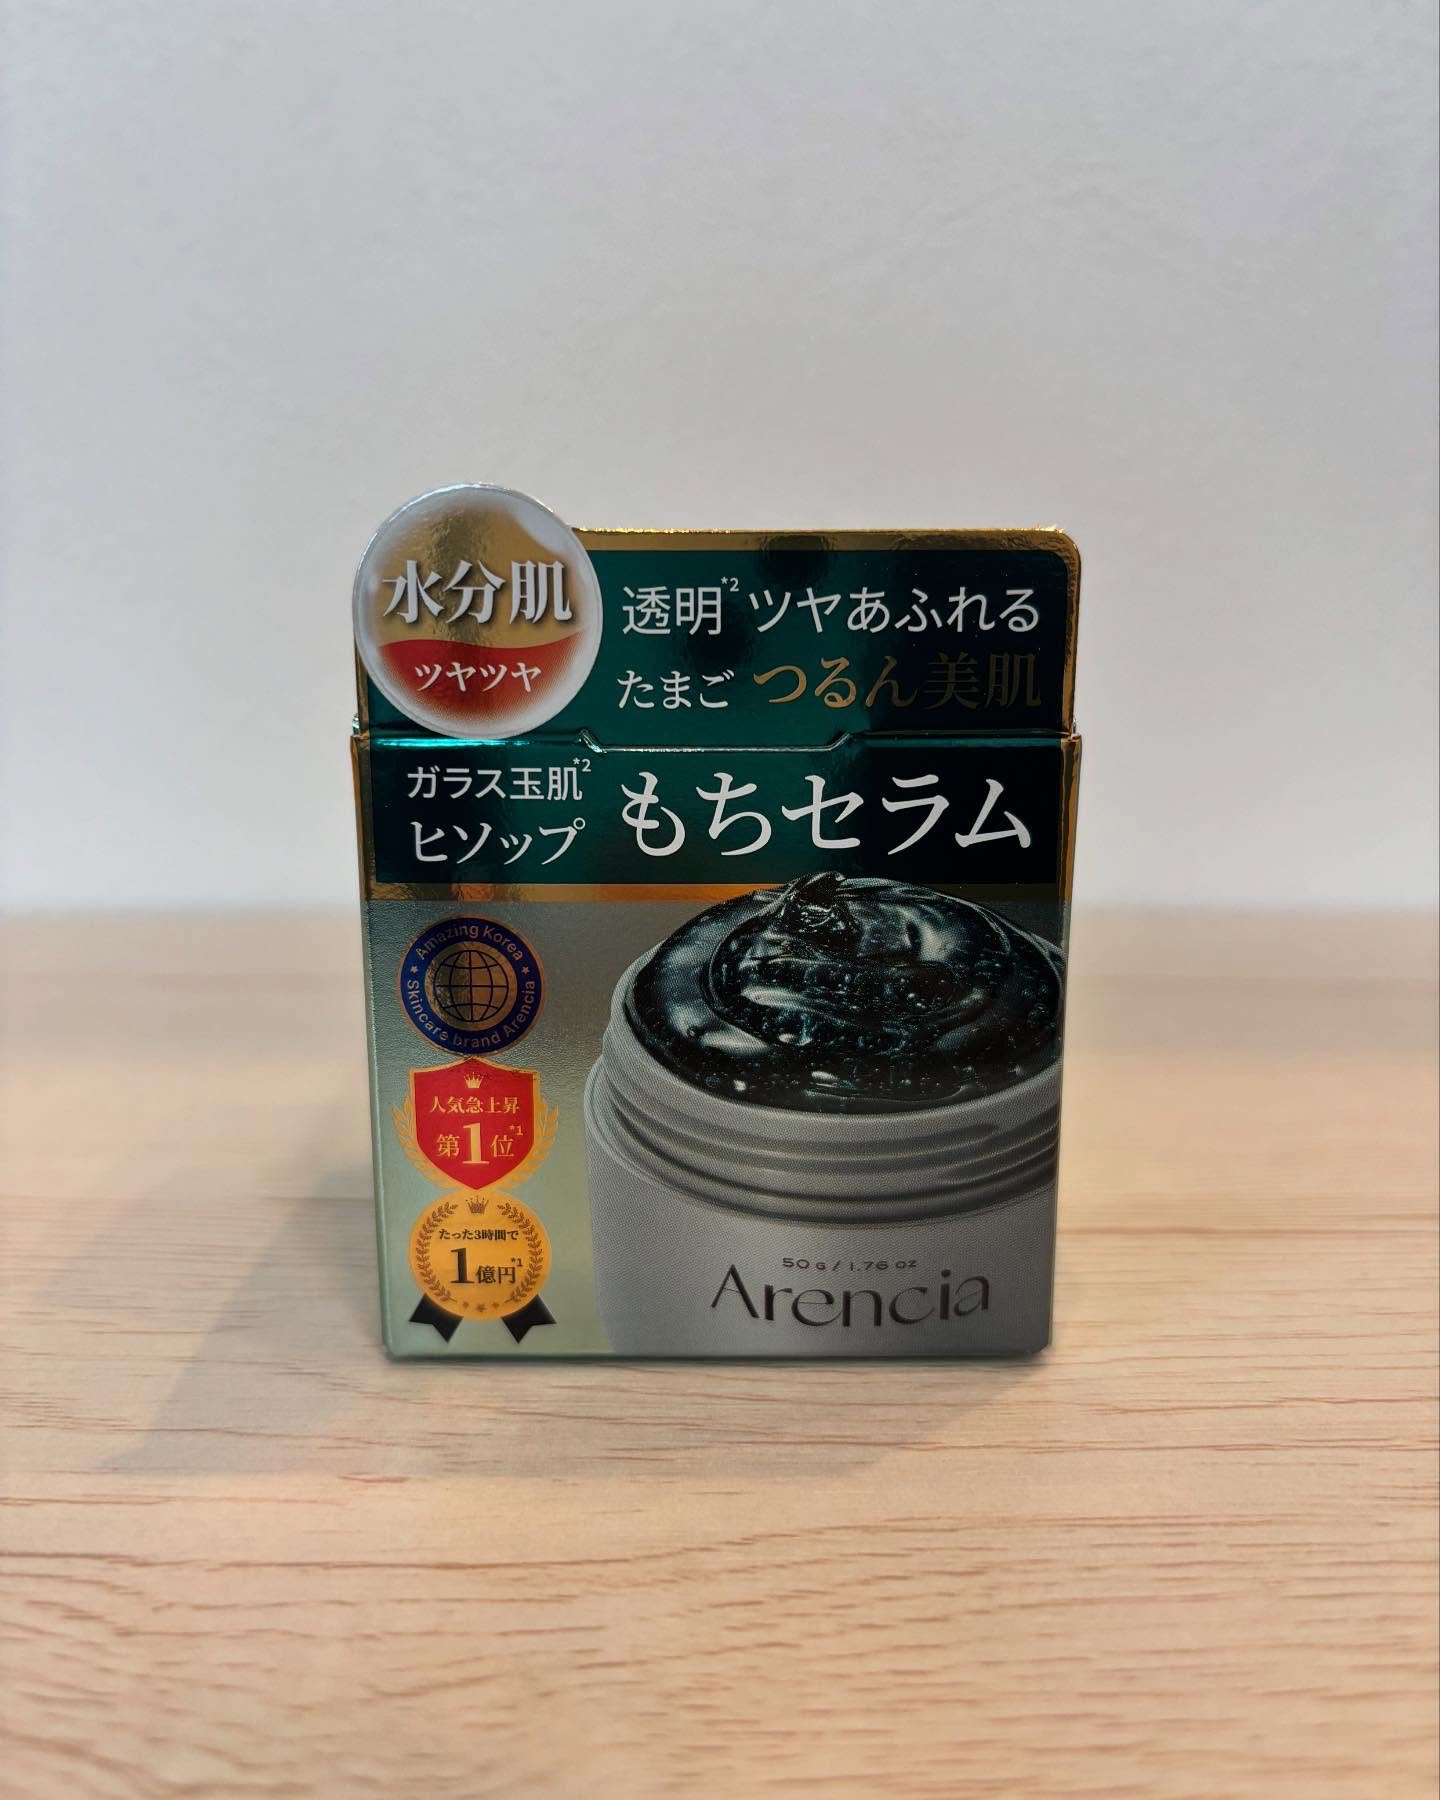 水分肌
ツヤツヤ
透明*2 ツヤあふれる
たまご つるん美肌
ガラス玉肌*2
ヒソップ
もちセラム
Amazing Korea
Skincare brand Arencia
人気急上昇
第1位*1
たった3時間で
1億円*1
50 G / 1.76 OZ
Arencia